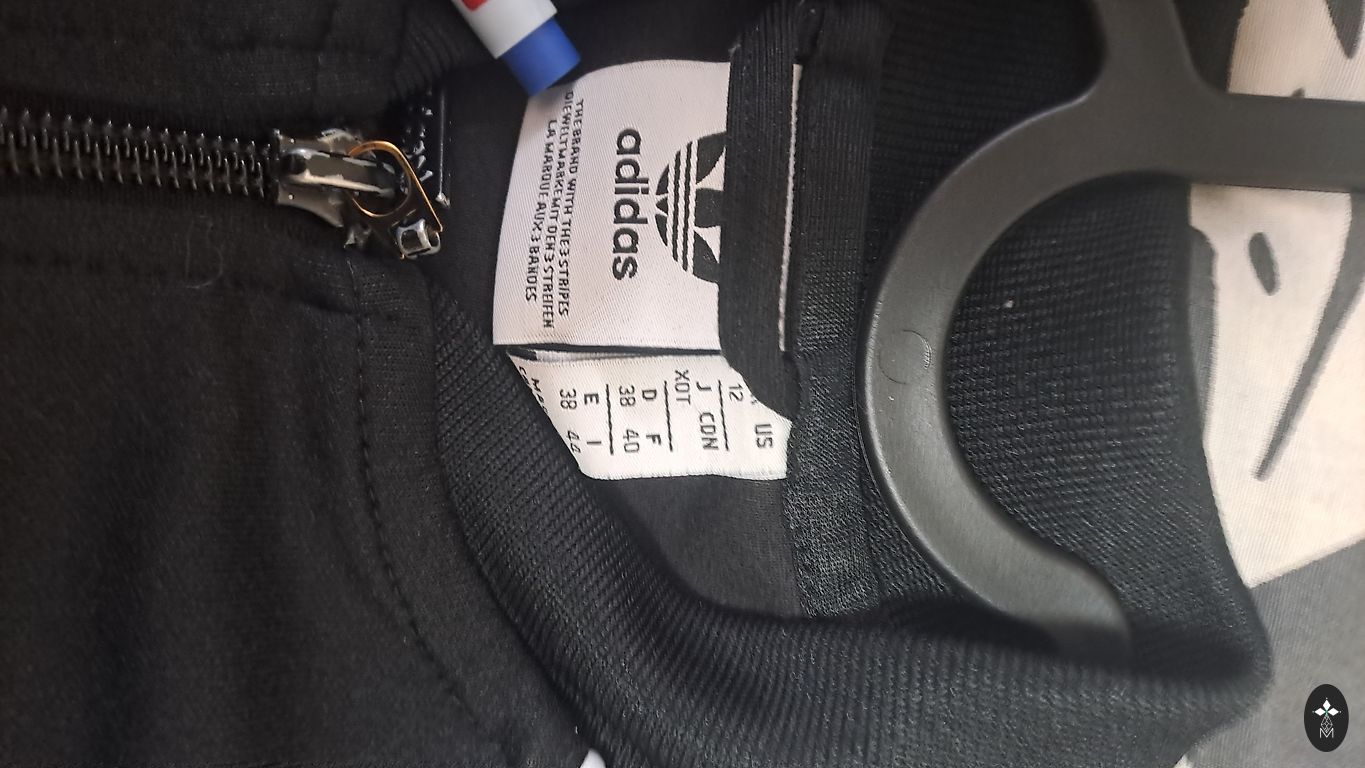 adidas
THE BRAND WITH THE 3 STRIPES
DIE WELTMARKE MIT DEN 3 STREIFEN
LA MARQUE AUX 3 BANDES
US
12
J CDN
XOT
D F
38 40
E I
38 44
M